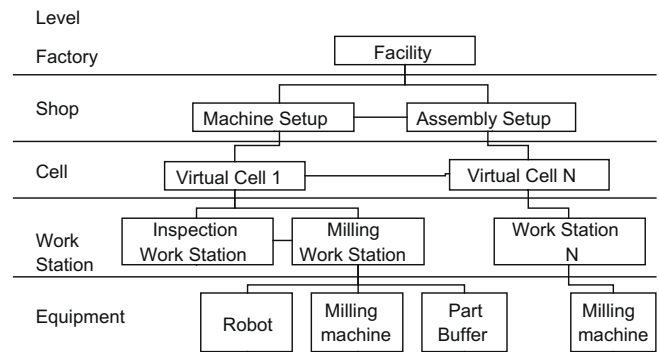 Level
Factory
Facility
Shop
Machine Setup
Assembly Setup
Cell
Virtual Cell 1
Virtual Cell N
Work
Station
Inspection
Work Station
Milling
Work Station
Work Station
N
Equipment
Robot
Milling
machine
Part
Buffer
Milling
machine